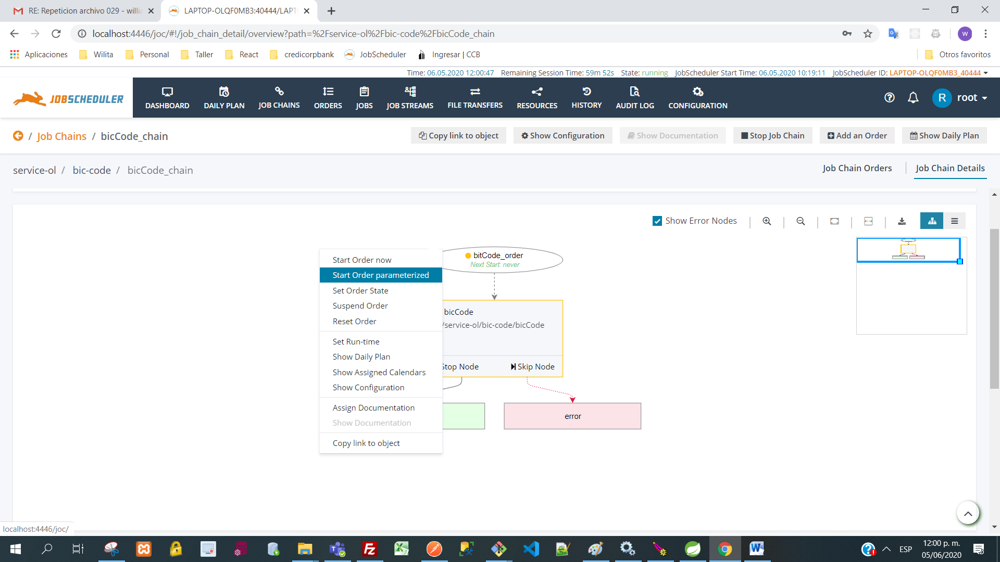 RE: Repeticion archivo 029 - willia
LAPTOP-OLQF0MB3:40444/LAPT
localhost:4446/joc/#!/job_chain_detail/overview?path=%2Fservice-ol%2Fbic-code%2FbicCode_chain
W
Aplicaciones Wilita Personal Taller React credicorpbank JobScheduler Ingresar | CCB Otros favoritos
Time: 06.05.2020 12:00:47 Remaining Session Time: 59m 52s State: running JobScheduler Start Time: 06.05.2020 10:19:11 JobScheduler ID: LAPTOP-OLQF0MB3_40444
JOBSCHEDULER
DASHBOARD DAILY PLAN JOB CHAINS ORDERS JOBS JOB STREAMS FILE TRANSFERS RESOURCES HISTORY AUDIT LOG CONFIGURATION
R root
/ Job Chains / bicCode_chain
Copy link to object Show Configuration Show Documentation Stop Job Chain Add an Order Show Daily Plan
service-ol / bic-code / bicCode_chain
Job Chain Orders Job Chain Details
Show Error Nodes
bitCode_order
Next Start: never
Start Order now
Start Order parameterized
Set Order State
Suspend Order
Reset Order
Set Run-time
Show Daily Plan
Show Assigned Calendars
Show Configuration
Assign Documentation
Show Documentation
Copy link to object
bicCode
/service-ol/bic-code/bicCode
Stop Node Skip Node
error
localhost:4446/joc/
ESP
12:00 p. m.
05/06/2020